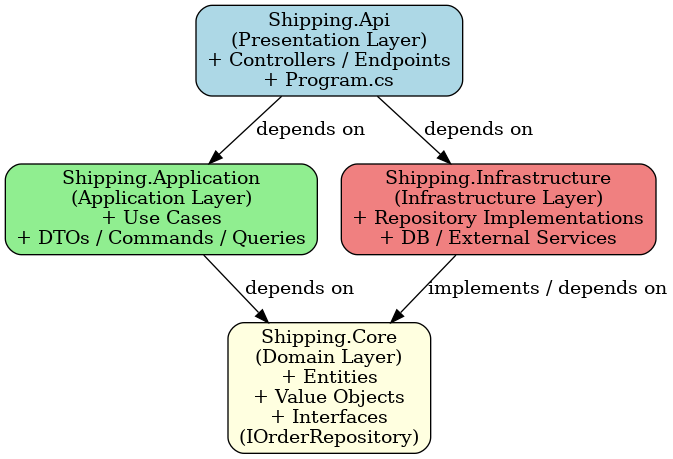 Shipping.Api
(Presentation Layer)
+ Controllers / Endpoints
+ Program.cs
depends on
depends on
Shipping.Application
(Application Layer)
+ Use Cases
+ DTOs / Commands / Queries
Shipping.Infrastructure
(Infrastructure Layer)
+ Repository Implementations
+ DB / External Services
depends on
implements / depends on
Shipping.Core
(Domain Layer)
+ Entities
+ Value Objects
+ Interfaces
(IOrderRepository)